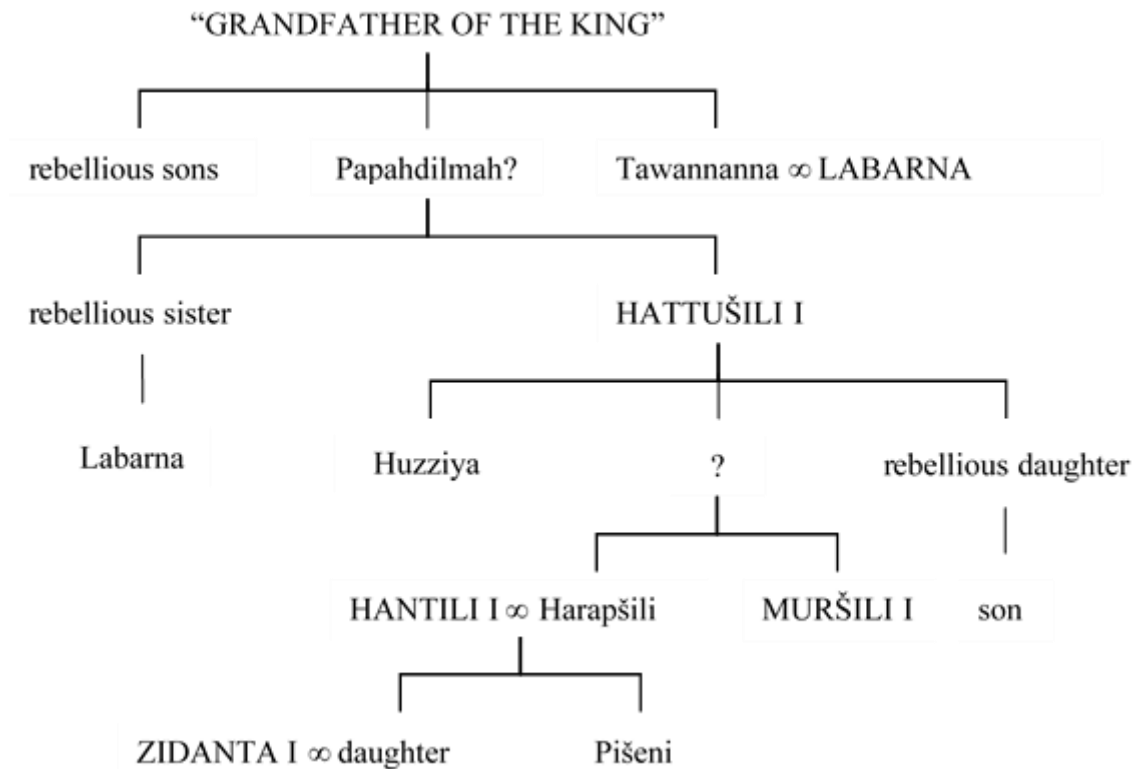 “GRANDFATHER OF THE KING”
rebellious sons Papahdilmah? Tawannanna ∞ LABARNA
rebellious sister HATTUŠILI I
Labarna Huzziya ? rebellious daughter
HANTILI I ∞ Harapšili MURŠILI I son
ZIDANTA I ∞ daughter Pišeni